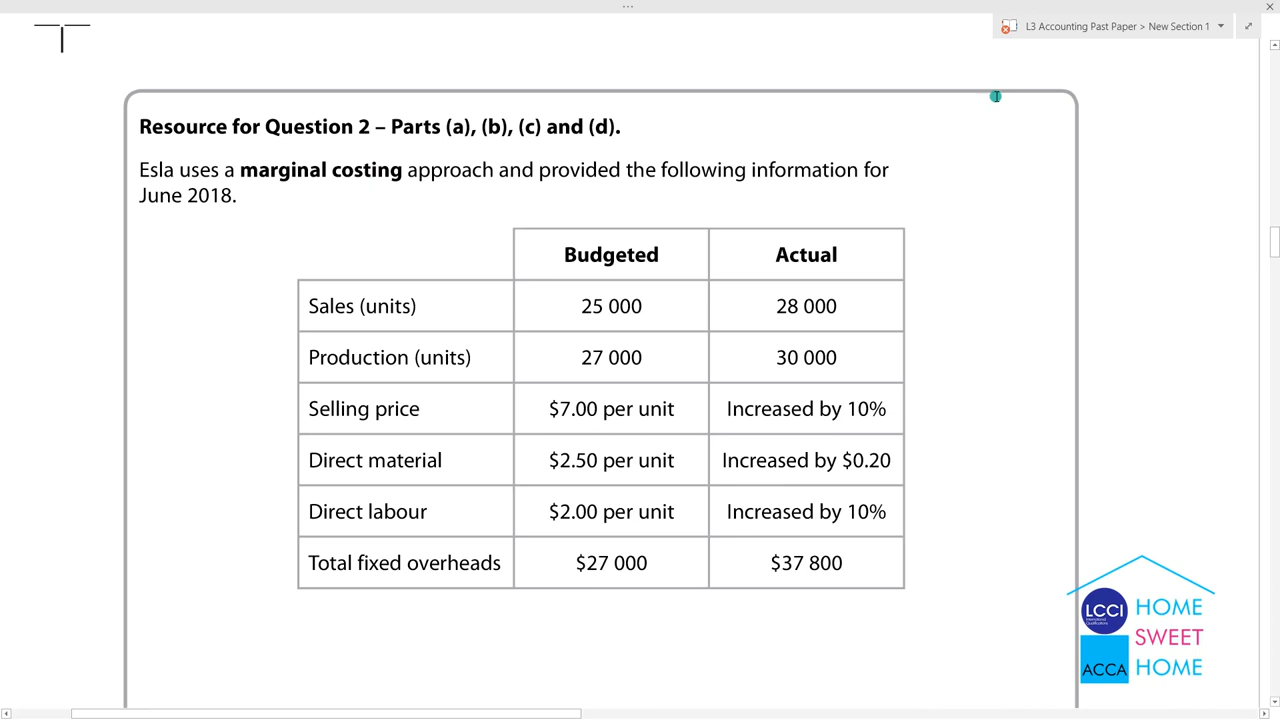 L3 Accounting Past Paper > New Section 1
Resource for Question 2 – Parts (a), (b), (c) and (d).
Esla uses a marginal costing approach and provided the following information for
June 2018.
Budgeted Actual
Sales (units) 25 000 28 000
Production (units) 27 000 30 000
Selling price $7.00 per unit Increased by 10%
Direct material $2.50 per unit Increased by $0.20
Direct labour $2.00 per unit Increased by 10%
Total fixed overheads $27 000 $37 800
LCCI
International
Qualifications
HOME
SWEET
ACCA
HOME